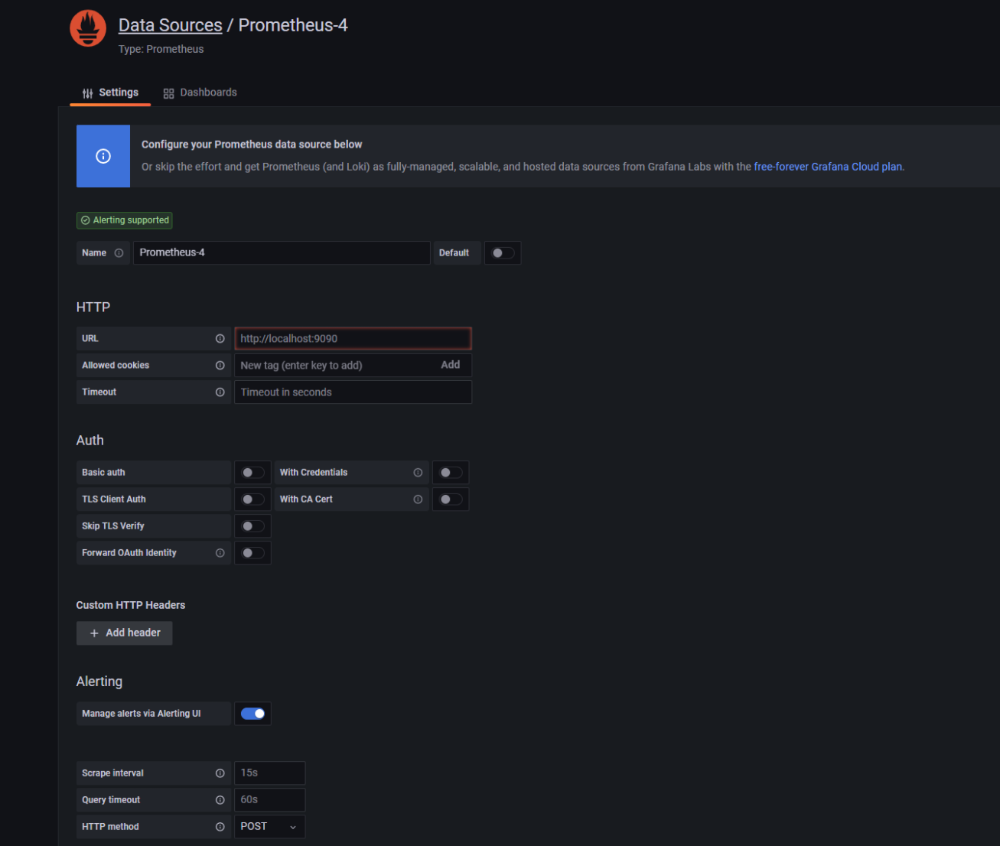 Data Sources / Prometheus-4
Type: Prometheus
Settings Dashboards
Configure your Prometheus data source below
Or skip the effort and get Prometheus (and Loki) as fully-managed, scalable, and hosted data sources from Grafana Labs with the free-forever Grafana Cloud plan.
Alerting supported
Name Prometheus-4 Default
HTTP
URL http://localhost:9090
Allowed cookies New tag (enter key to add) Add
Timeout Timeout in seconds
Auth
Basic auth With Credentials
TLS Client Auth With CA Cert
Skip TLS Verify
Forward OAuth Identity
Custom HTTP Headers
+ Add header
Alerting
Manage alerts via Alerting UI
Scrape interval 15s
Query timeout 60s
HTTP method POST